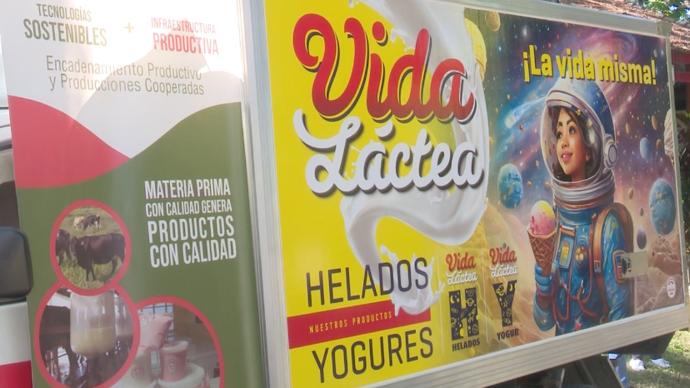 TECNOLOGÍAS
SOSTENIBLES
+
INFRAESTRUCTURA
PRODUCTIVA
Encadenamiento Productivo
y Producciones Cooperadas
MATERIA PRIMA
CON CALIDAD GENERA
PRODUCTOS
CON CALIDAD
Vida
Láctea
HELADOS
NUESTROS PRODUCTOS
YOGURES
Vida
Láctea
H
HELADOS
Vida
Láctea
Y
YOGUR
¡La vida misma!